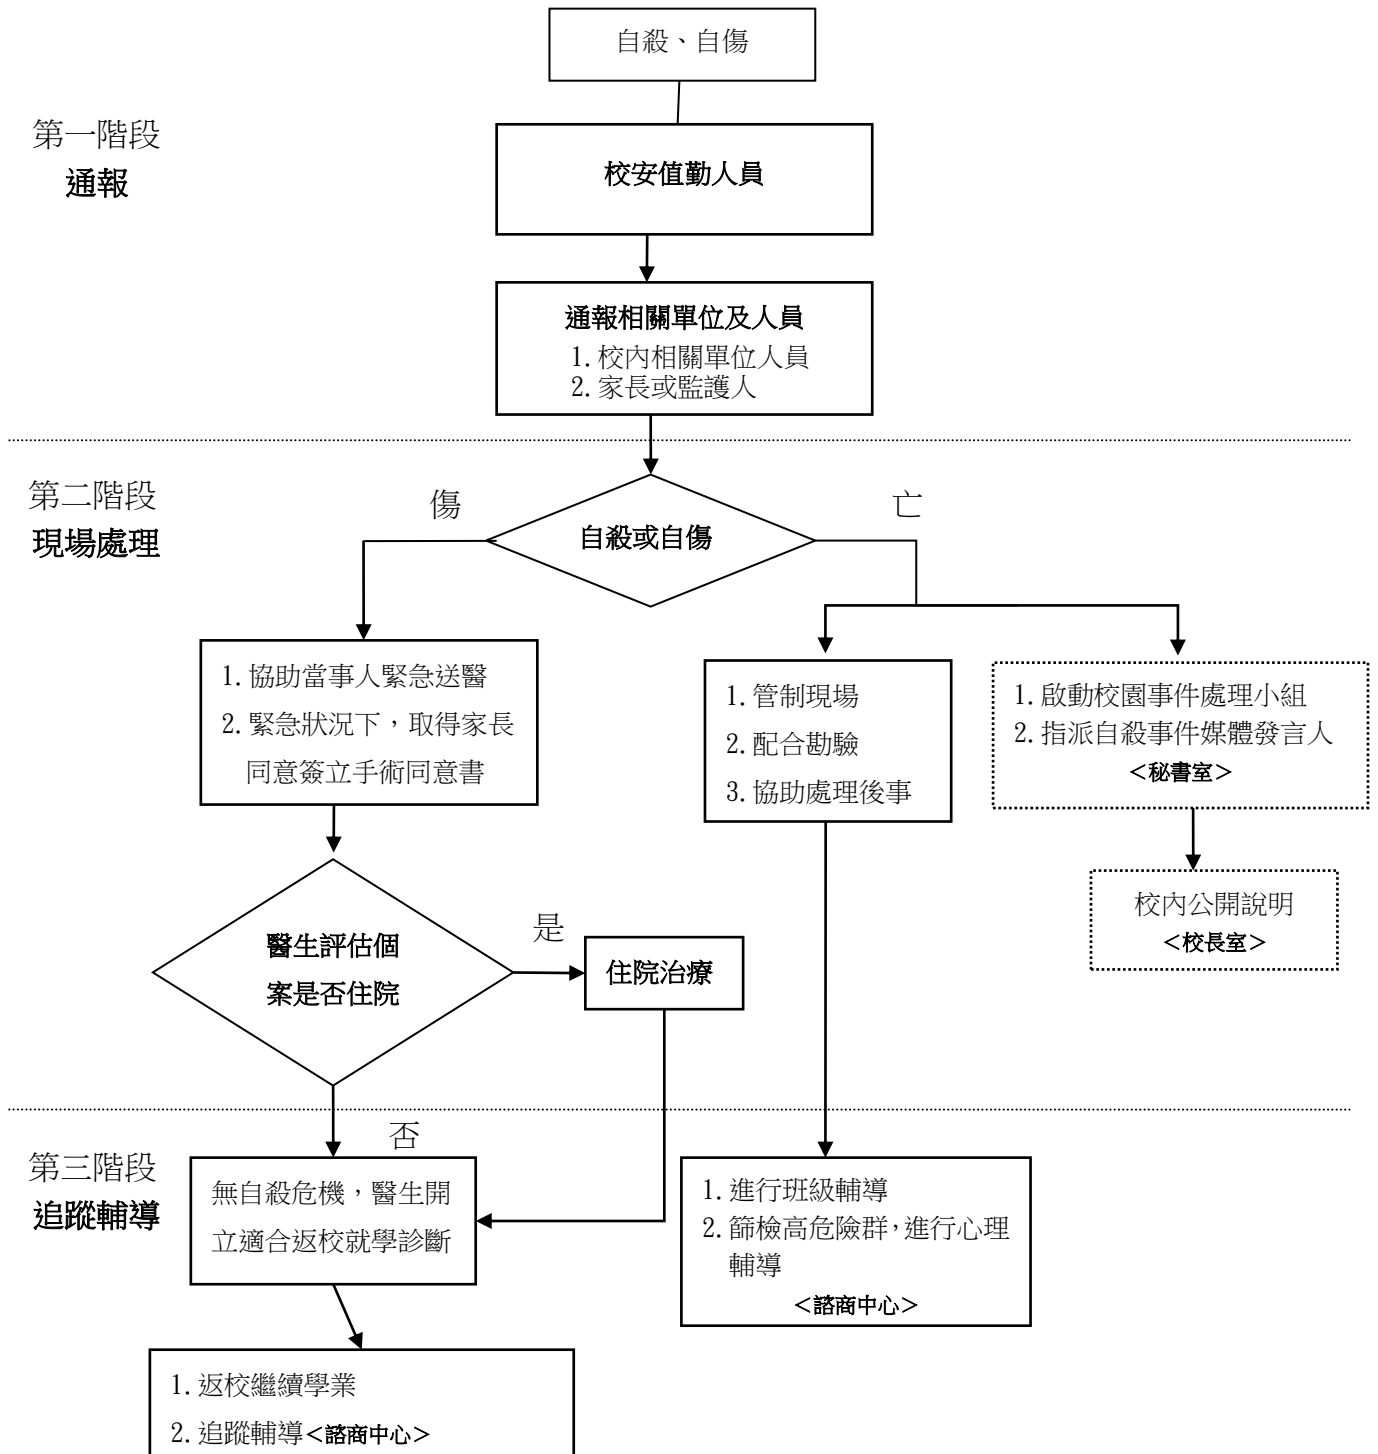 自殺、自傷
第一階段
通報
校安值勤人員
通報相關單位及人員
1.校內相關單位人員
2.家長或監護人
第二階段
現場處理
傷
亡
自殺或自傷
1.協助當事人緊急送醫
2.緊急狀況下，取得家長
同意簽立手術同意書
1.管制現場
2.配合勘驗
3.協助處理後事
1.啟動校園事件處理小組
2.指派自殺事件媒體發言人
<秘書室>
校內公開說明
<校長室>
醫生評估個
案是否住院
是
住院治療
否
第三階段
追蹤輔導
無自殺危機，醫生開
立適合返校就學診斷
1.進行班級輔導
2.篩檢高危險群，進行心理
輔導
<諮商中心>
1.返校繼續學業
2.追蹤輔導<諮商中心>